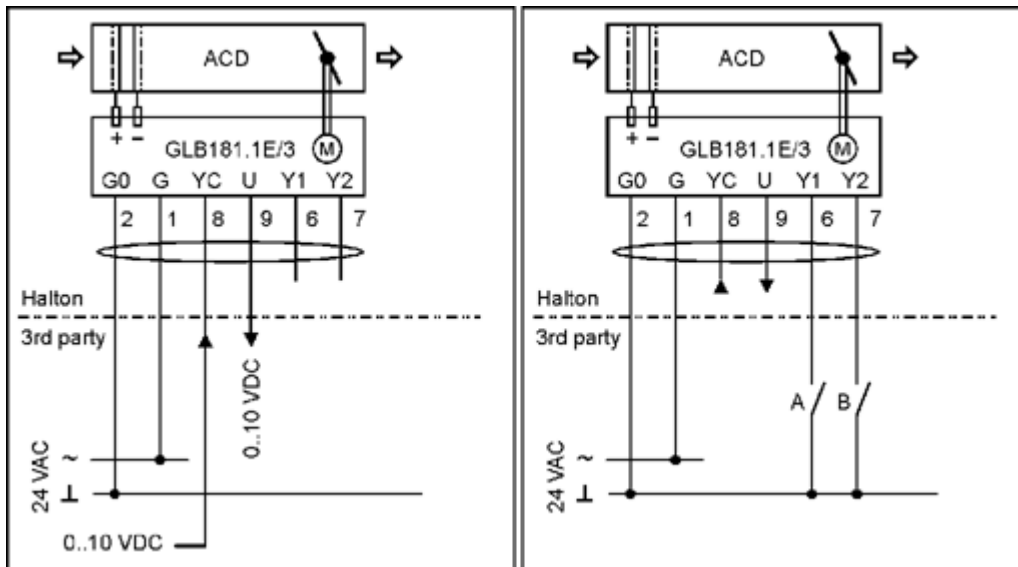 ACD
+ −
GLB181.1E/3 M
G0 G YC U Y1 Y2
2 1 8 9 6 7
Halton
3rd party
0..10 VDC
24 VAC
~
⊥
0..10 VDC
ACD
+ −
GLB181.1E/3 M
G0 G YC U Y1 Y2
2 1 8 9 6 7
Halton
3rd party
A B
24 VAC
~
⊥